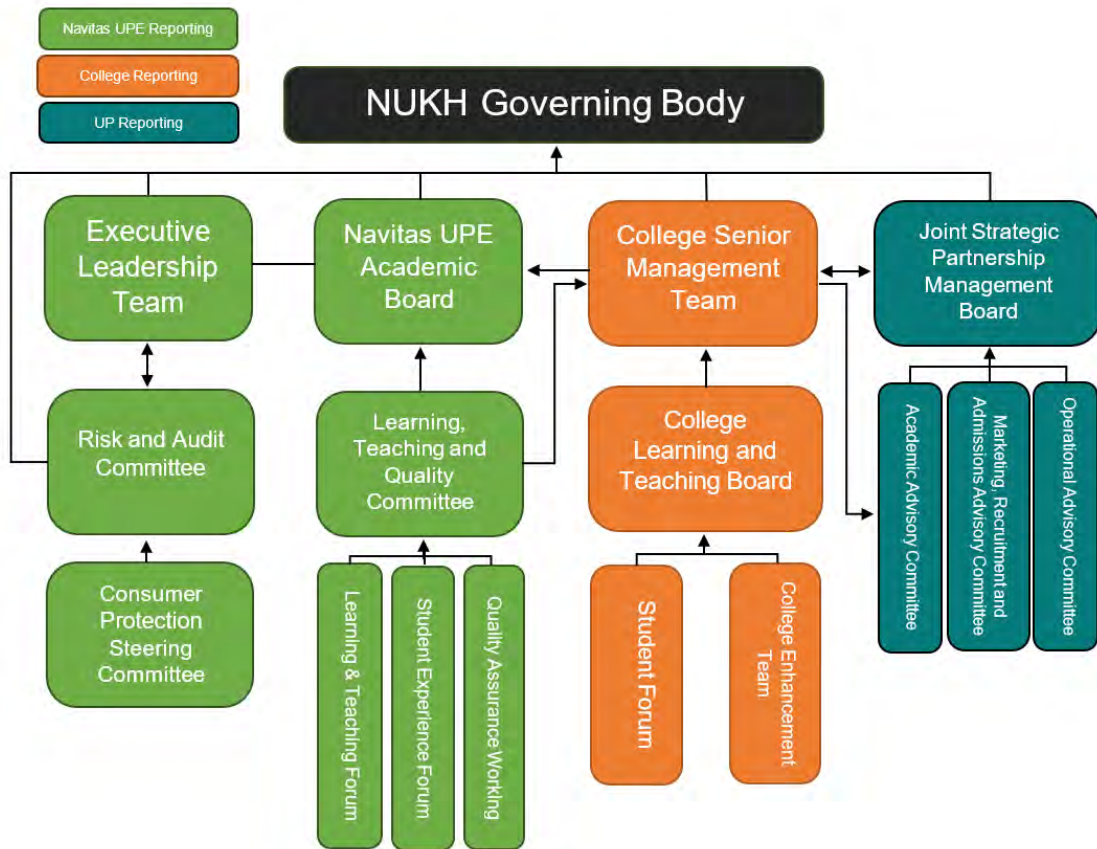 Navitas UPE Reporting
College Reporting
UP Reporting
NUKH Governing Body
Executive
Leadership
Team
Navitas UPE
Academic
Board
College Senior
Management
Team
Joint Strategic
Partnership
Management
Board
Risk and Audit
Committee
Learning,
Teaching and
Quality
Committee
College
Learning and
Teaching Board
Academic Advisory Committee
Marketing, Recruitment and
Admissions Advisory Committee
Operational Advisory Committee
Consumer
Protection
Steering
Committee
Learning & Teaching Forum
Student Experience Forum
Quality Assurance Working
Student Forum
College Enhancement
Team